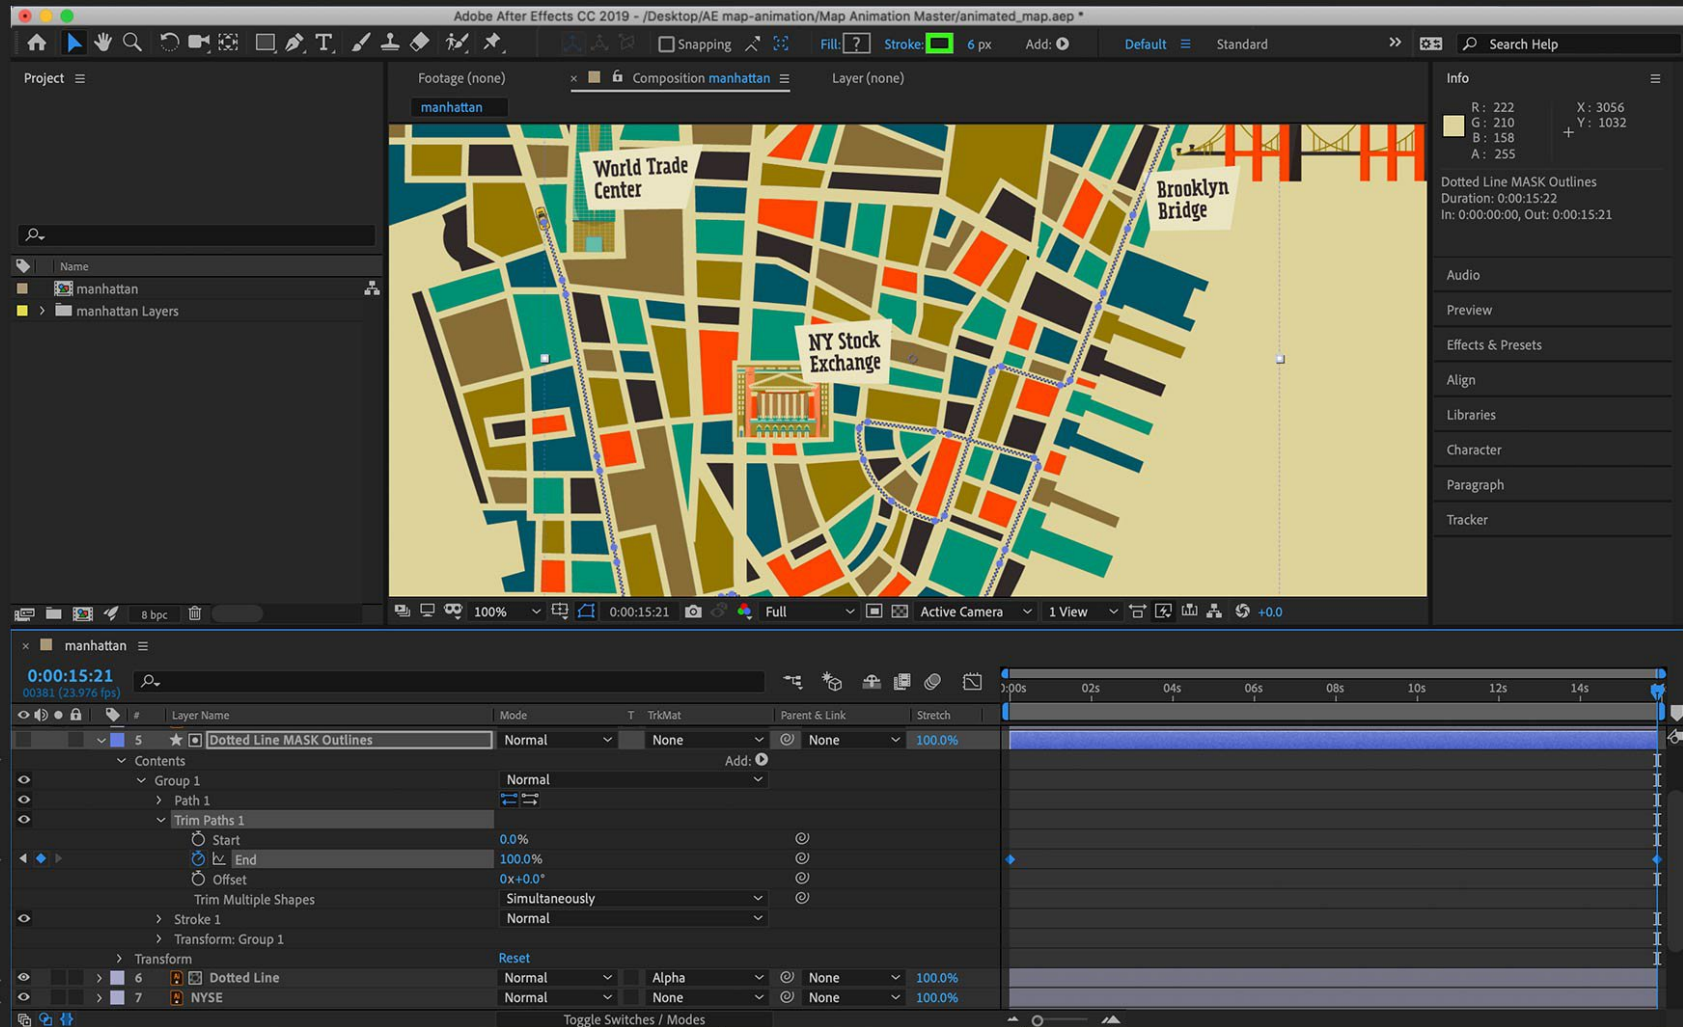 Adobe After Effects CC 2019 - /Desktop/AE map-animation/Map Animation Master/animated_map.aep *
Snapping
Fill: ?
Stroke:
6 px
Add:
Default
Standard
Search Help
Project
Footage (none)
Composition manhattan
Layer (none)
Info
manhattan
R: 222
G: 210
B: 158
A: 255
X: 3056
Y: 1032
Dotted Line MASK Outlines
Duration: 0:00:15:22
In: 0:00:00:00, Out: 0:00:15:21
Name
manhattan
manhattan Layers
World Trade
Center
Brooklyn
Bridge
NY Stock
Exchange
Audio
Preview
Effects & Presets
Align
Libraries
Character
Paragraph
Tracker
8 bpc
100%
0:00:15:21
Full
Active Camera
1 View
+0.0
manhattan
0:00:15:21
00381 (23.976 fps)
0:00s 02s 04s 06s 08s 10s 12s 14s
# Layer Name Mode T TrkMat Parent & Link Stretch
5 Dotted Line MASK Outlines Normal None None 100.0%
Contents Add:
Group 1 Normal
Path 1
Trim Paths 1
Start 0.0%
End 100.0%
Offset 0x+0.0°
Trim Multiple Shapes Simultaneously
Stroke 1 Normal
Transform: Group 1
Transform Reset
6 Ai Dotted Line Normal Alpha None 100.0%
7 Ai NYSE Normal None None 100.0%
Toggle Switches / Modes